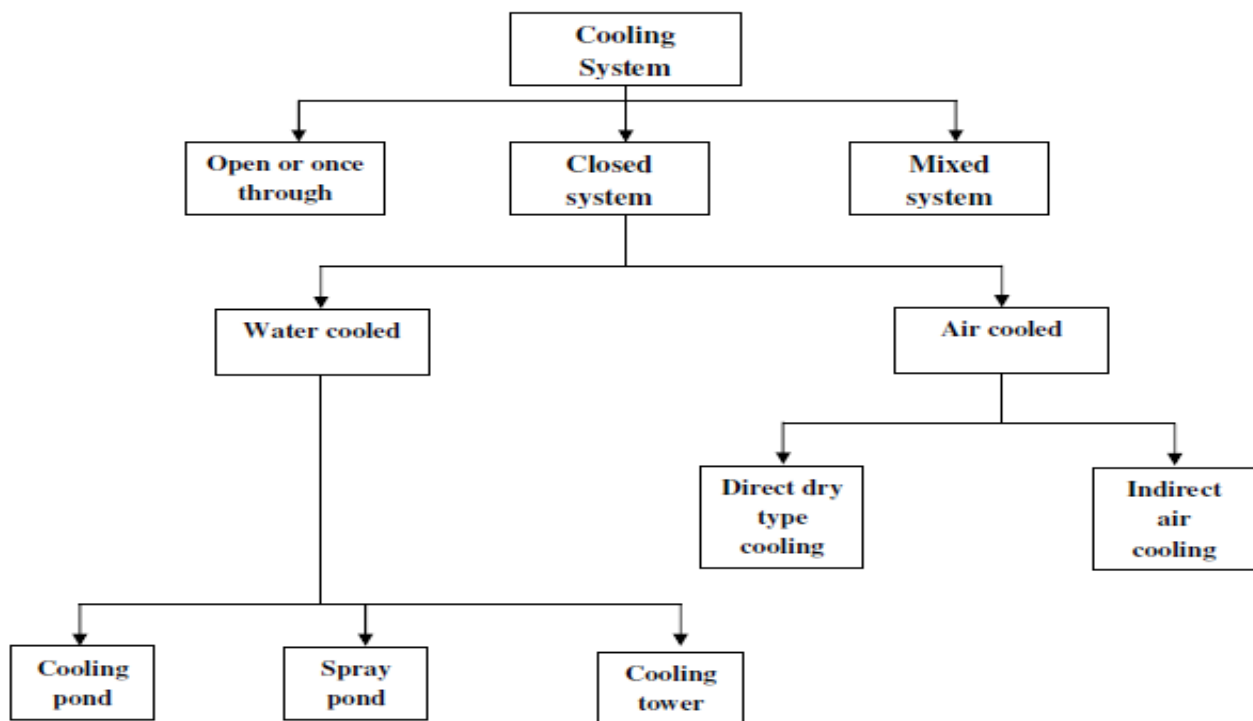 Cooling
System
Open or once
through
Closed
system
Mixed
system
Water cooled
Air cooled
Direct dry
type
cooling
Indirect
air
cooling
Cooling
pond
Spray
pond
Cooling
tower